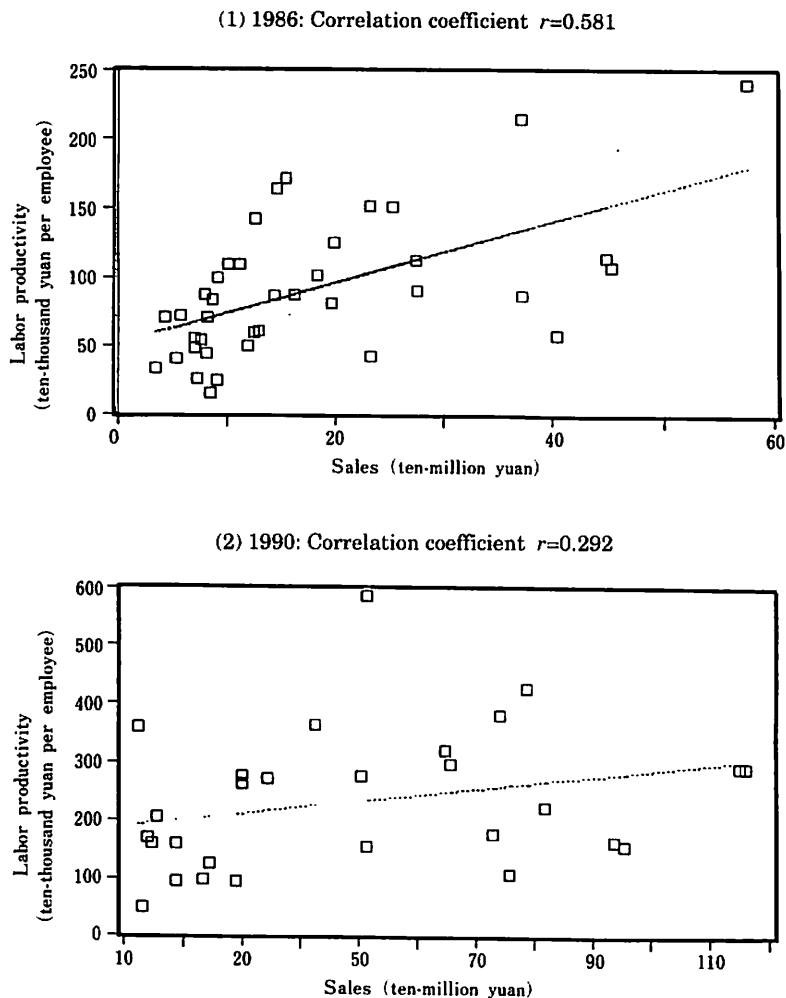 (1) 1986: Correlation coefficient r=0.581
Labor productivity
(ten-thousand yuan per employee)
250
200
150
100
50
0
0
20
40
60
Sales (ten-million yuan)
(2) 1990: Correlation coefficient r=0.292
Labor productivity
(ten-thousand yuan per employee)
600
500
400
300
200
100
0
10
20
50
70
90
110
Sales (ten-million yuan)